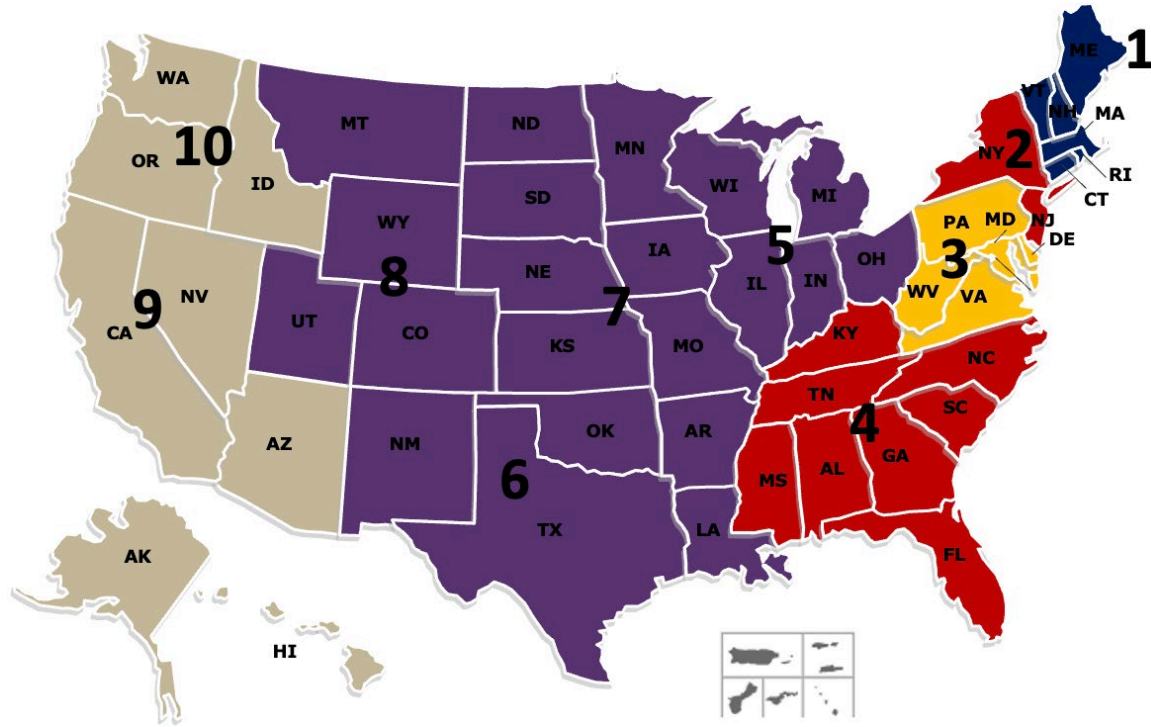 ME
1
WA
VT
NH
MA
MT
ND
MN
OR
10
NY
2
RI
ID
WI
MI
CT
SD
WY
PA
MD
NJ
DE
5
IA
OH
3
8
NE
7
IL
IN
WV
VA
NV
9
CA
UT
CO
KS
MO
KY
NC
TN
SC
4
AZ
NM
OK
AR
GA
6
MS
AL
TX
LA
FL
AK
HI